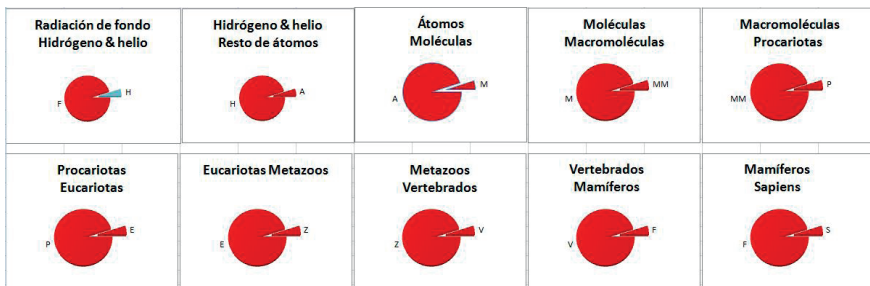 Radiación de fondo
Hidrógeno & helio
H
F
Hidrógeno & helio
Resto de átomos
A
H
Átomos
Moléculas
M
A
Moléculas
Macromoléculas
MM
M
Macromoléculas
Procariotas
P
MM
Procariotas
Eucariotas
E
P
Eucariotas Metazoos
Z
E
Metazoos
Vertebrados
V
Z
Vertebrados
Mamíferos
F
V
Mamíferos
Sapiens
S
F